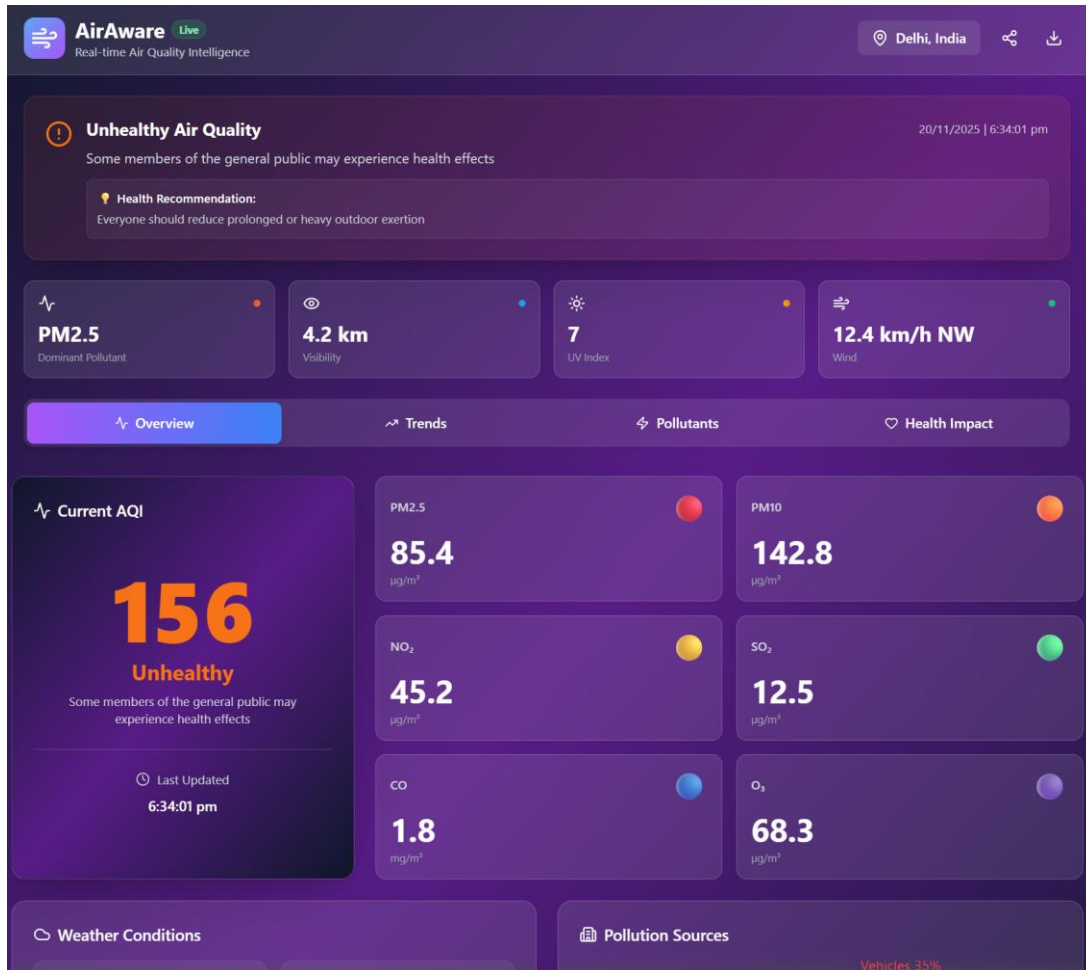 AirAware Live
Real-time Air Quality Intelligence
Delhi, India
Unhealthy Air Quality
20/11/2025 | 6:34:01 pm
Some members of the general public may experience health effects
💡 Health Recommendation:
Everyone should reduce prolonged or heavy outdoor exertion
PM2.5
Dominant Pollutant
4.2 km
Visibility
7
UV Index
12.4 km/h NW
Wind
Overview
Trends
Pollutants
Health Impact
Current AQI
156
Unhealthy
Some members of the general public may
experience health effects
Last Updated
6:34:01 pm
PM2.5
85.4
µg/m³
PM10
142.8
µg/m³
NO₂
45.2
µg/m³
SO₂
12.5
µg/m³
CO
1.8
mg/m³
O₃
68.3
µg/m³
Weather Conditions
Pollution Sources
Vehicles 35%